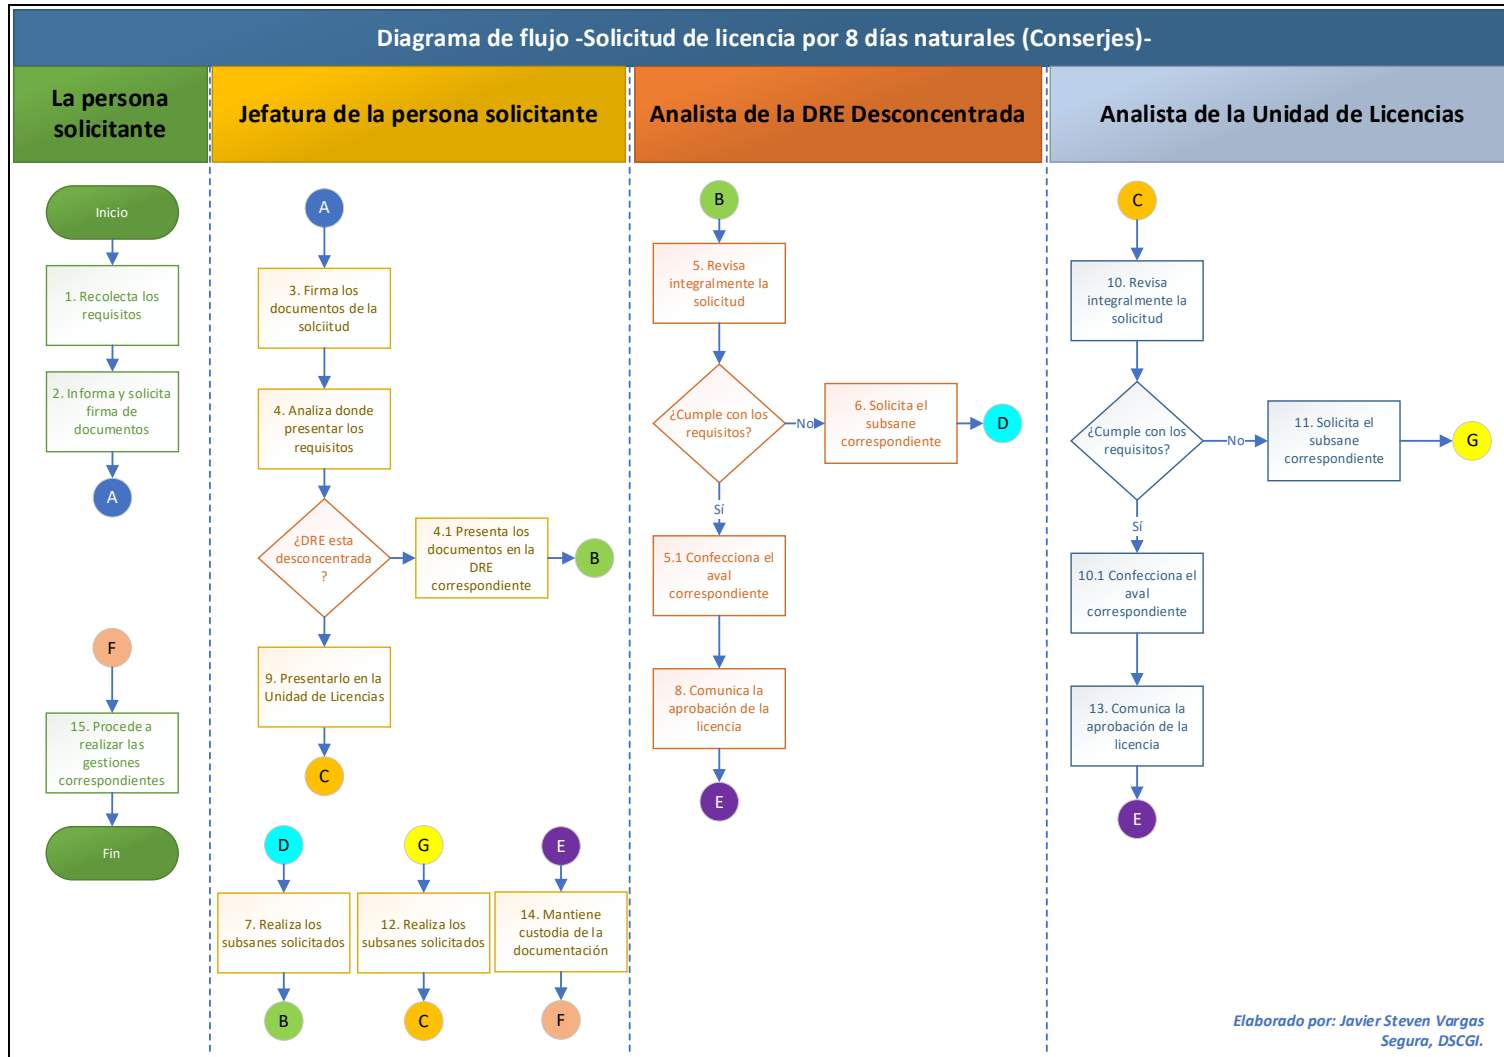 Diagrama de flujo -Solicitud de licencia por 8 días naturales (Conserjes)-
La persona
solicitante
Jefatura de la persona solicitante
Analista de la DRE Desconcentrada
Analista de la Unidad de Licencias
Inicio
1. Recolecta los
requisitos
2. Informa y solicita
firma de
documentos
A
F
15. Procede a
realizar las
gestiones
correspondientes
Fin
A
3. Firma los
documentos de la
solciitud
4. Analiza donde
presentar los
requisitos
¿DRE esta
desconcentrada
?
4.1 Presenta los
documentos en la
DRE
correspondiente
B
9. Presentarlo en la
Unidad de Licencias
C
D
7. Realiza los
subsanes solicitados
B
G
12. Realiza los
subsanes solicitados
C
E
14. Mantiene
custodia de la
documentación
F
B
5. Revisa
integralmente la
solicitud
¿Cumple con los
requisitos?
No
6. Solicita el
subsane
correspondiente
D
Sí
5.1 Confecciona el
aval
correspondiente
8. Comunica la
aprobación de la
licencia
E
C
10. Revisa
integralmente la
solicitud
¿Cumple con los
requisitos?
No
11. Solicita el
subsane
correspondiente
G
Sí
10.1 Confecciona el
aval
correspondiente
13. Comunica la
aprobación de la
licencia
E
Elaborado por: Javier Steven Vargas
Segura, DSCGI.